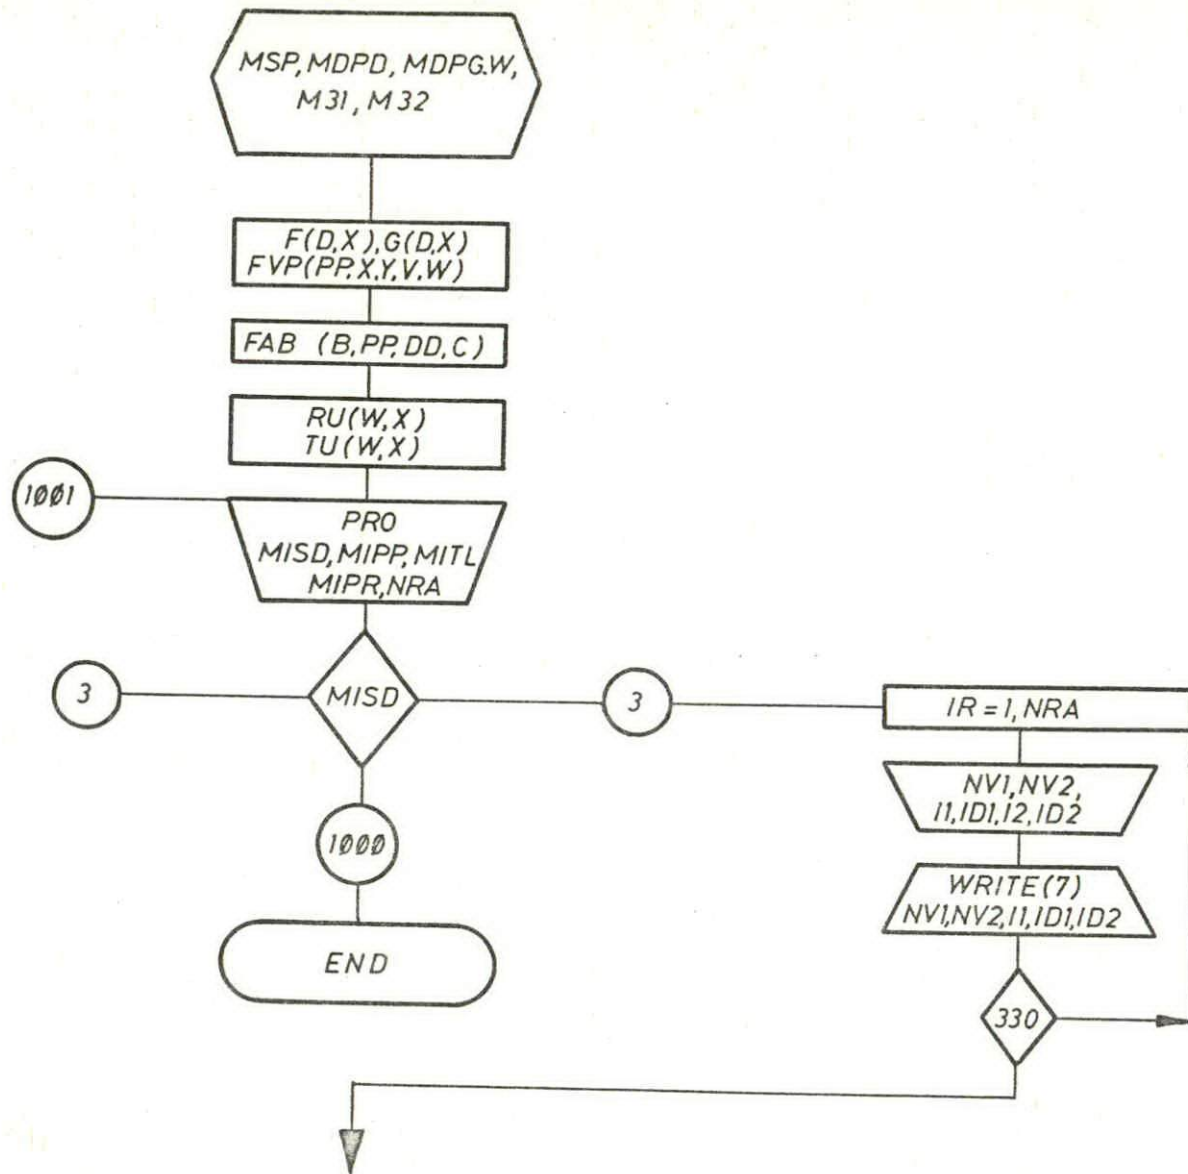 MSP,MDPD, MDPG.W,
M31, M32
F(D,X),G(D,X)
FVP(PP,X,Y,V,W)
FAB (B,PP,DD,C)
RU(W,X)
TU(W,X)
1ØØ1
PRO
MISD,MIPP,MITL
MIPR,NRA
3
MISD
3
IR=1,NRA
NV1,NV2,
I1,ID1,I2,ID2
1ØØØ
WRITE(7)
NV1,NV2,I1,ID1,ID2
END
330